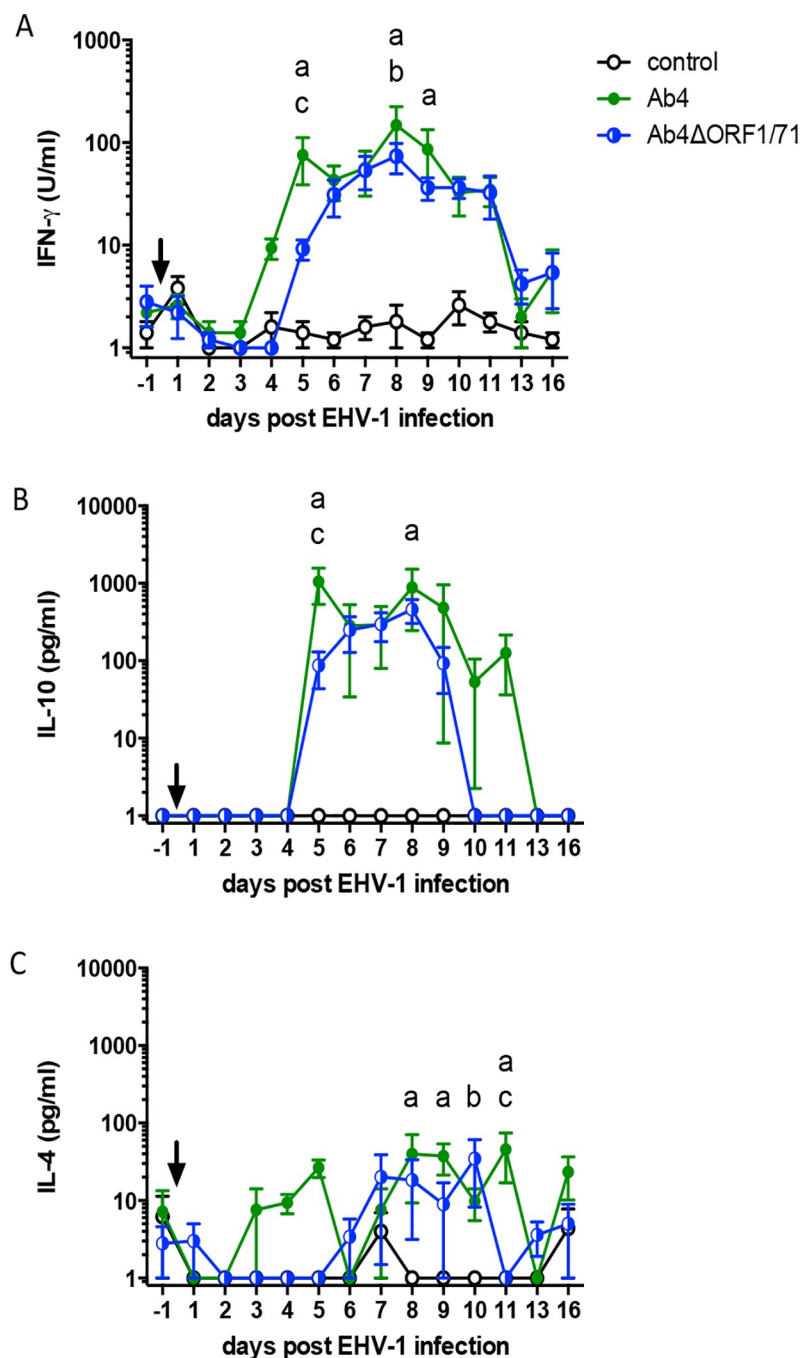 A
IFN-γ (U/ml)
1000
100
10
1
a a
c b a
control
Ab4
Ab4ΔORF1/71
-1 1 2 3 4 5 6 7 8 9 10 11 13 16
days post EHV-1 infection
B
IL-10 (pg/ml)
10000
1000
100
10
1
a a
c
-1 1 2 3 4 5 6 7 8 9 10 11 13 16
days post EHV-1 infection
C
IL-4 (pg/ml)
10000
1000
100
10
1
a
a a b c
-1 1 2 3 4 5 6 7 8 9 10 11 13 16
days post EHV-1 infection